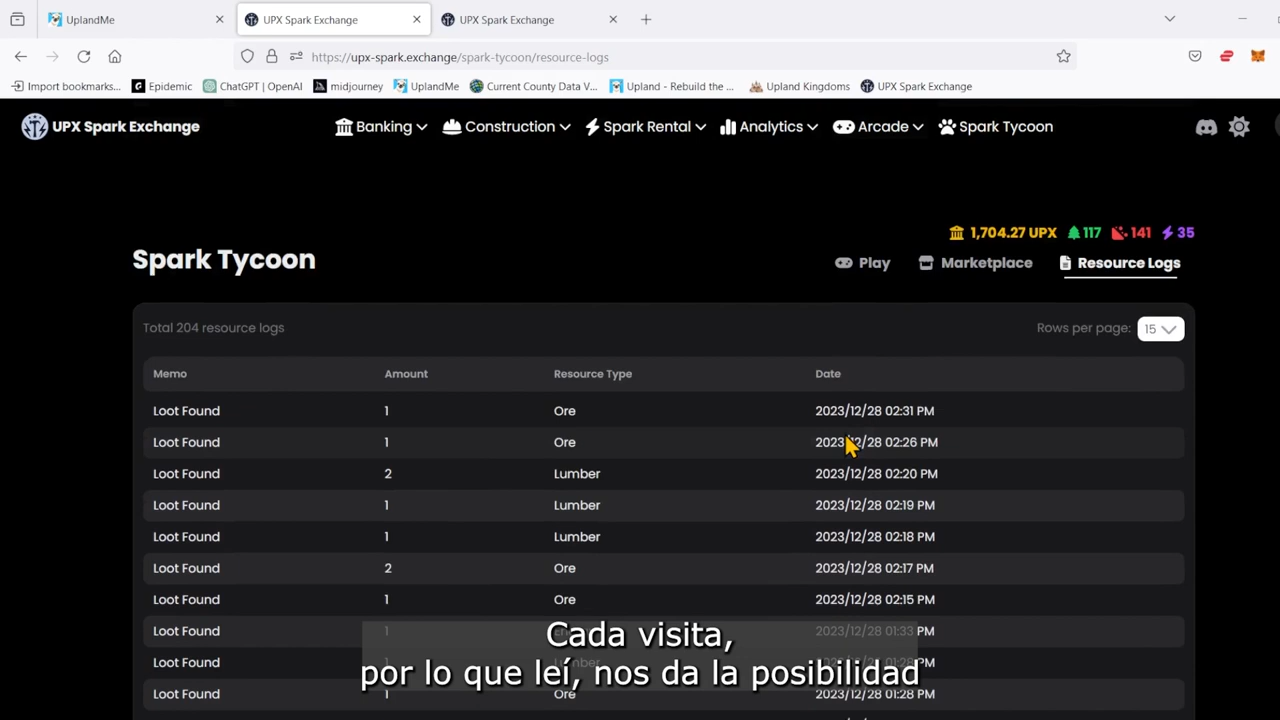 UplandMe
UPX Spark Exchange
UPX Spark Exchange
https://upx-spark.exchange/spark-tycoon/resource-logs
Import bookmarks...
Epidemic
ChatGPT | OpenAI
midjourney
UplandMe
Current County Data V...
Upland - Rebuild the ...
Upland Kingdoms
UPX Spark Exchange
UPX Spark Exchange
Banking
Construction
Spark Rental
Analytics
Arcade
Spark Tycoon
1,704.27 UPX 117 141 35
Spark Tycoon
Play
Marketplace
Resource Logs
Total 204 resource logs
Rows per page: 15
Memo Amount Resource Type Date
Loot Found 1 Ore 2023/12/28 02:31 PM
Loot Found 1 Ore 2023/12/28 02:26 PM
Loot Found 2 Lumber 2023/12/28 02:20 PM
Loot Found 1 Lumber 2023/12/28 02:19 PM
Loot Found 1 Lumber 2023/12/28 02:18 PM
Loot Found 2 Ore 2023/12/28 02:17 PM
Loot Found 1 Ore 2023/12/28 02:15 PM
Loot Found 1 2023/12/28 01:33 PM
Loot Found
Loot Found 1 Ore 2023/12/28 01:28 PM
Cada visita,
por lo que leí, nos da la posibilidad